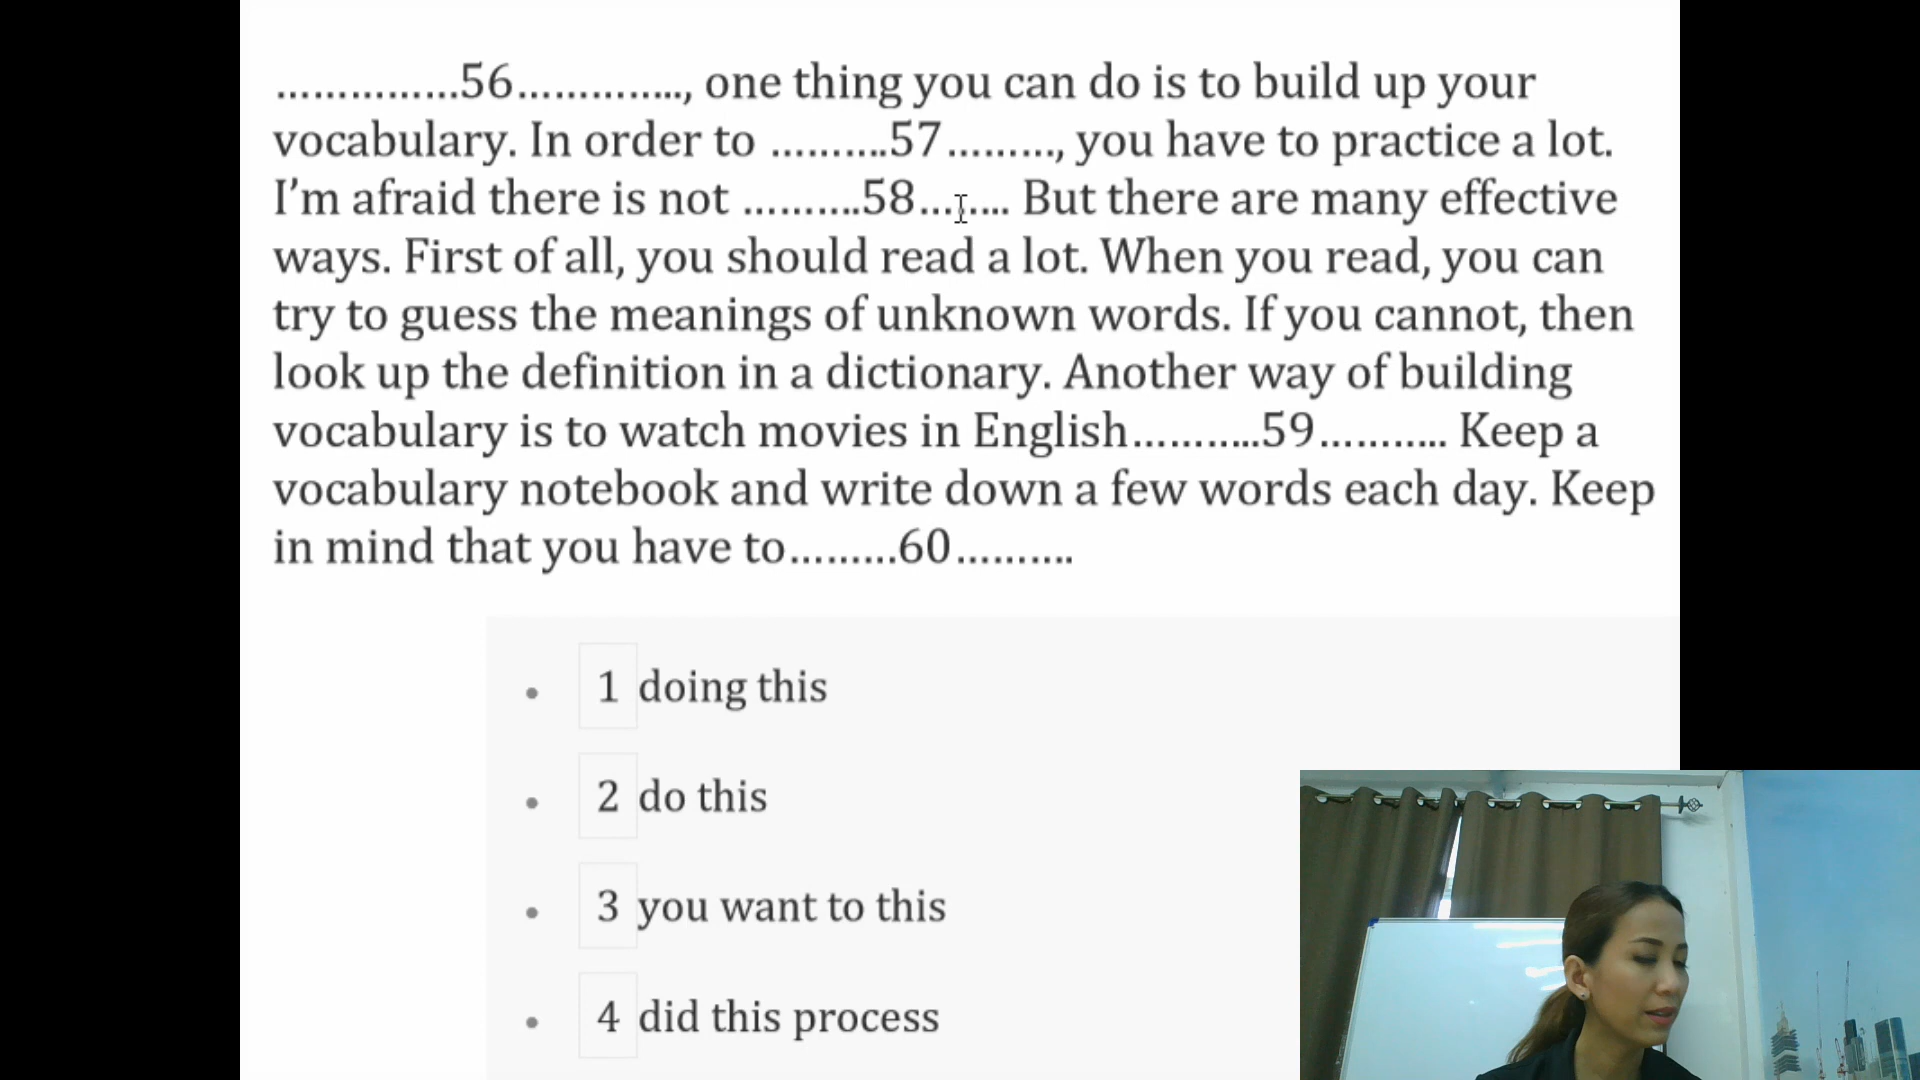 ……………56………….., one thing you can do is to build up your
vocabulary. In order to ………..57………, you have to practice a lot.
I’m afraid there is not ………..58…….. But there are many effective
ways. First of all, you should read a lot. When you read, you can
try to guess the meanings of unknown words. If you cannot, then
look up the definition in a dictionary. Another way of building
vocabulary is to watch movies in English………..59……….. Keep a
vocabulary notebook and write down a few words each day. Keep
in mind that you have to………60……….
• 1 doing this
• 2 do this
• 3 you want to this
• 4 did this process